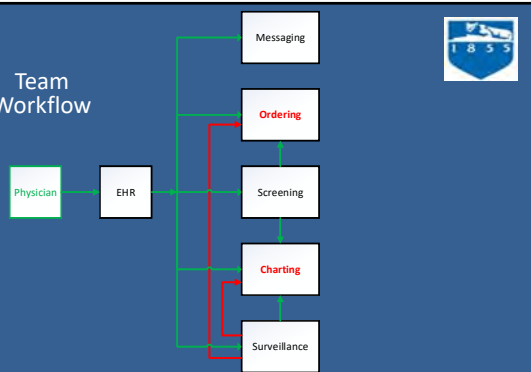 Team
Workflow
Messaging
1 8 5 5
Ordering
Physician
EHR
Screening
Charting
Surveillance